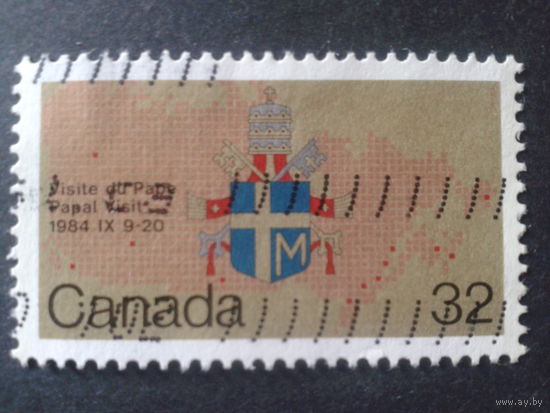 Visite du Pape
Papal Visit
1984 IX 9-20
M
Canada 32
www.ay.by